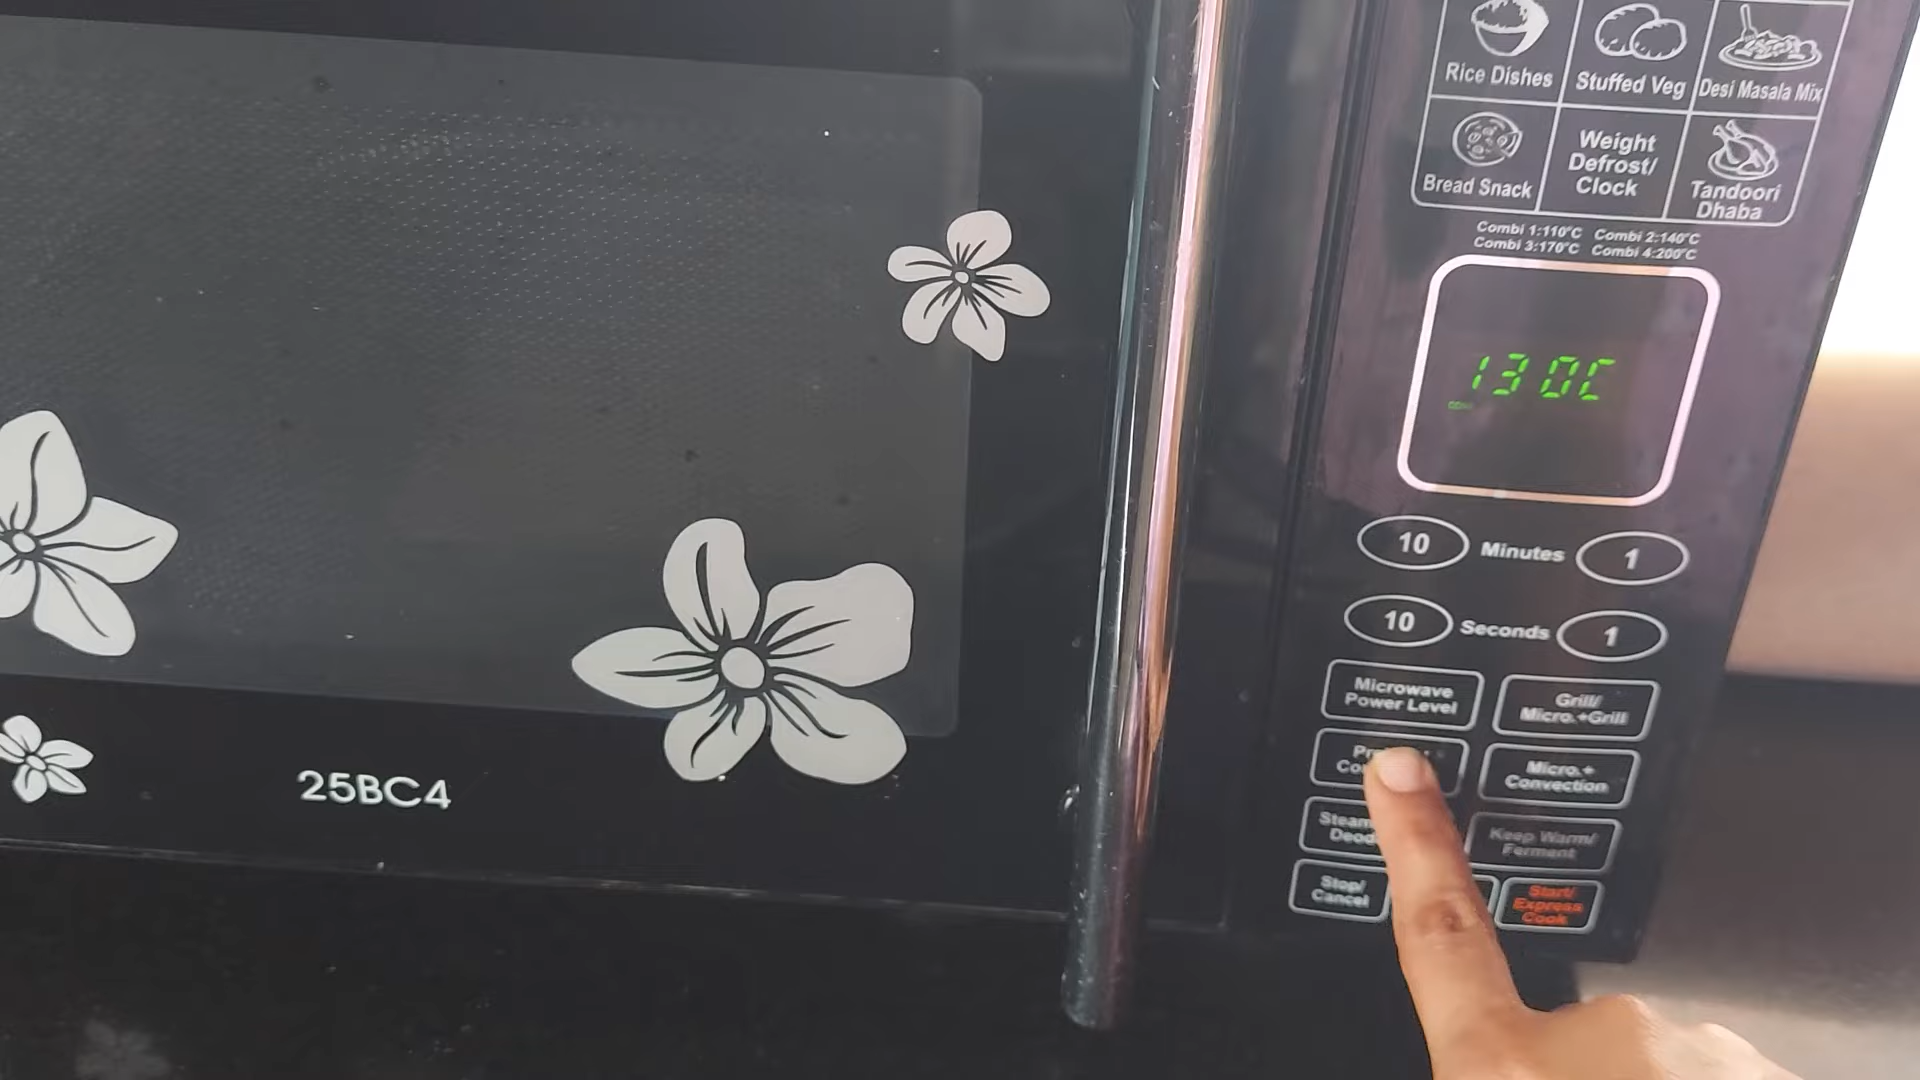 Rice Dishes
Stuffed Veg
Desi Masala Mix
Bread Snack
Weight
Defrost/
Clock
Tandoori
Dhaba
Combi 1:110°C Combi 2:140°C
Combi 3:170°C Combi 4:200°C
130C
10 Minutes 1
10 Seconds 1
Microwave
Power Level
Grill/
Micro.+Grill
Micro.+
Convection
Keep Warm/
Ferment
Stop/
Cancel
Start/
Express
Cook
25BC4